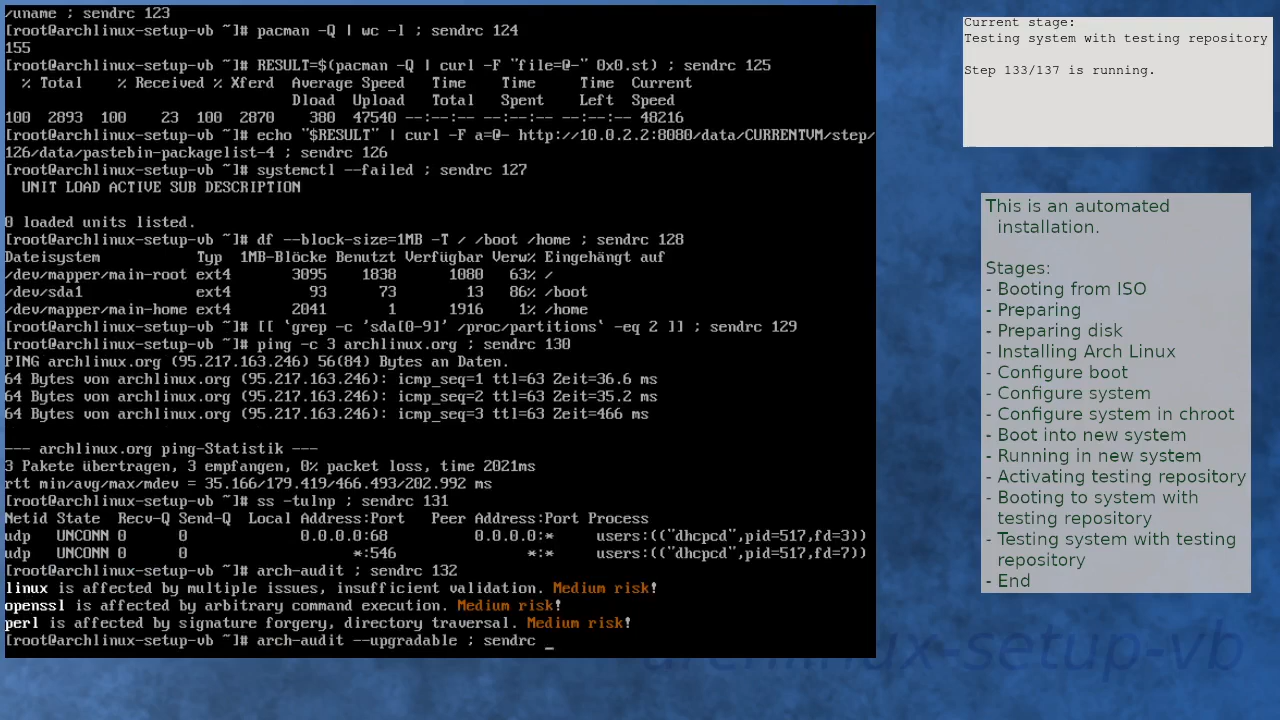 /uname ; sendrc 123
[root@archlinux-setup-vb ~]# pacman -Q | wc -l ; sendrc 124
155
[root@archlinux-setup-vb ~]# RESULT=$(pacman -Q | curl -F "file=@-" 0x0.st) ; sendrc 125
  % Total    % Received % Xferd  Average Speed   Time    Time     Time  Current
                                 Dload  Upload   Total   Spent    Left  Speed
100  2893  100    23  100  2870    380  47540 --:--:-- --:--:-- --:--:-- 48216
[root@archlinux-setup-vb ~]# echo "$RESULT" | curl -F a=@- http://10.0.2.2:8080/data/CURRENTVM/step/
126/data/pastebin-packagelist-4 ; sendrc 126
[root@archlinux-setup-vb ~]# systemctl --failed ; sendrc 127
  UNIT LOAD ACTIVE SUB DESCRIPTION
0 loaded units listed.
[root@archlinux-setup-vb ~]# df --block-size=1MB -T / /boot /home ; sendrc 128
Dateisystem           Typ  1MB-Blöcke Benutzt Verfügbar Verw% Eingehängt auf
/dev/mapper/main-root ext4       3095    1838      1080   63% /
/dev/sda1             ext4         93      73        13   86% /boot
/dev/mapper/main-home ext4       2041       1      1916    1% /home
[root@archlinux-setup-vb ~]# [[ `grep -c 'sda[0-9]' /proc/partitions` -eq 2 ]] ; sendrc 129
[root@archlinux-setup-vb ~]# ping -c 3 archlinux.org ; sendrc 130
PING archlinux.org (95.217.163.246) 56(84) Bytes an Daten.
64 Bytes von archlinux.org (95.217.163.246): icmp_seq=1 ttl=63 Zeit=36.6 ms
64 Bytes von archlinux.org (95.217.163.246): icmp_seq=2 ttl=63 Zeit=35.2 ms
64 Bytes von archlinux.org (95.217.163.246): icmp_seq=3 ttl=63 Zeit=466 ms
--- archlinux.org ping-Statistik ---
3 Pakete übertragen, 3 empfangen, 0% packet loss, time 2021ms
rtt min/avg/max/mdev = 35.166/179.419/466.493/202.992 ms
[root@archlinux-setup-vb ~]# ss -tulnp ; sendrc 131
Netid State  Recv-Q Send-Q  Local Address:Port   Peer Address:Port Process
udp   UNCONN 0      0             0.0.0.0:68          0.0.0.0:*     users:(("dhcpcd",pid=517,fd=3))
udp   UNCONN 0      0                   *:546               *:*     users:(("dhcpcd",pid=517,fd=7))
[root@archlinux-setup-vb ~]# arch-audit ; sendrc 132
linux is affected by multiple issues, insufficient validation. Medium risk!
openssl is affected by arbitrary command execution. Medium risk!
perl is affected by signature forgery, directory traversal. Medium risk!
[root@archlinux-setup-vb ~]# arch-audit --upgradable ; sendrc _
Current stage:
Testing system with testing repository
Step 133/137 is running.
This is an automated
installation.
Stages:
- Booting from ISO
- Preparing
- Preparing disk
- Installing Arch Linux
- Configure boot
- Configure system
- Configure system in chroot
- Boot into new system
- Running in new system
- Activating testing repository
- Booting to system with
testing repository
- Testing system with testing
repository
- End
archlinux-setup-vb